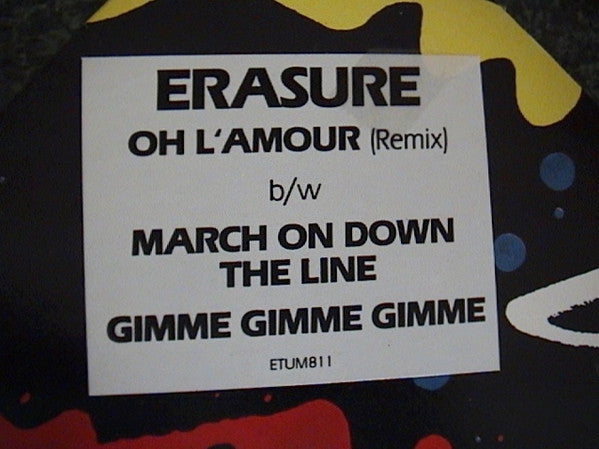 ERASURE
OH L'AMOUR (Remix)
b/w
MARCH ON DOWN
THE LINE
GIMME GIMME GIMME
ETUM811